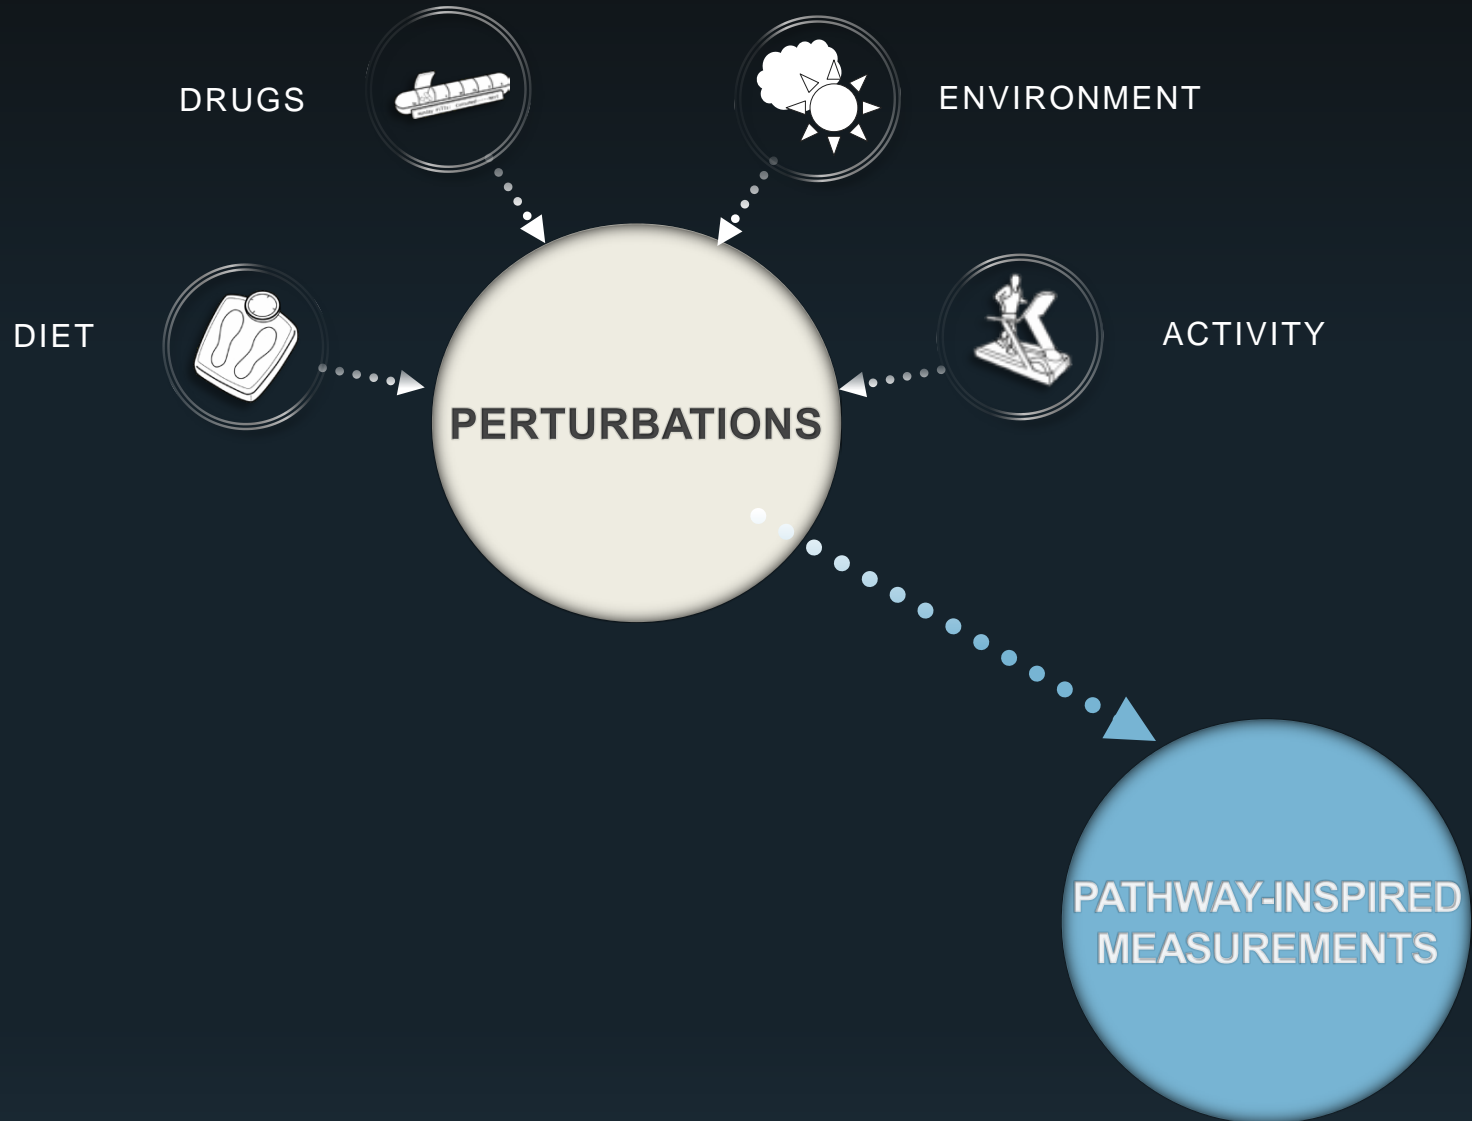 DRUGS
ENVIRONMENT
DIET
ACTIVITY
PERTURBATIONS
PATHWAY-INSPIRED
MEASUREMENTS